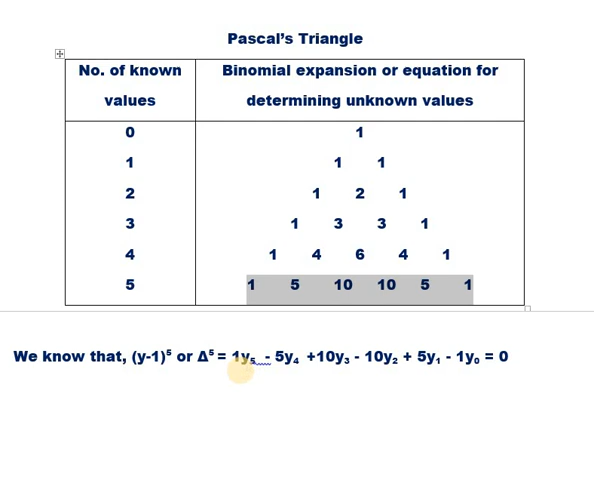 Pascal's Triangle
No. of known values
Binomial expansion or equation for determining unknown values
0 1
1 1 1
2 1 2 1
3 1 3 3 1
4 1 4 6 4 1
5 1 5 10 10 5 1
We know that, (y-1)⁵ or Δ⁵ = 1y₅ - 5y₄ +10y₃ - 10y₂ + 5y₁ - 1y₀ = 0